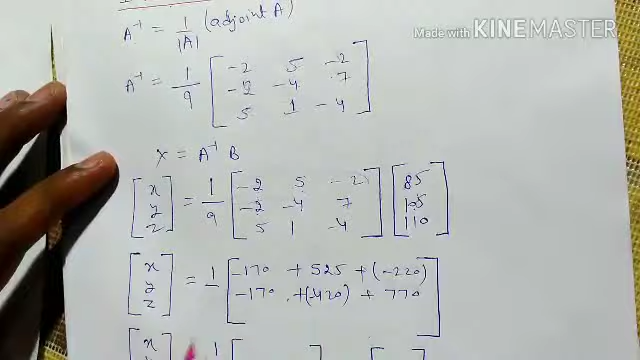 Made with KINEMASTER
A⁻¹ = 1/|A| (adjoint A)
A⁻¹ = 1/9 [ -2 5 -2
-2 -4 7
5 1 -4 ]
X = A⁻¹ B
[ x y z ] = 1/9 [ -2 5 -2
-2 -4 7
5 1 -4 ] [ 85 105 110 ]
[ x y z ] = 1/ [ -170 + 525 + (-220)
-170 + (-420) + 770 ]
[ x